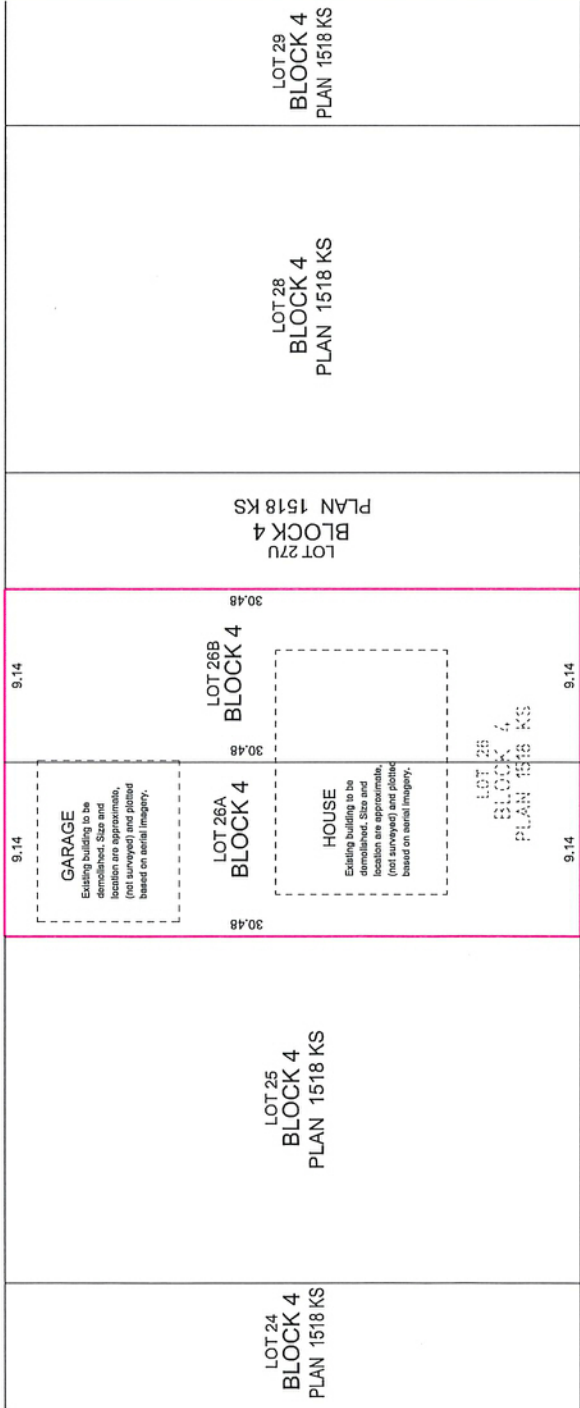 LOT 29
BLOCK 4
PLAN 1518 KS
LOT 28
BLOCK 4
PLAN 1518 KS
LOT 27U
BLOCK 4
PLAN 1518 KS
30.48
9.14
LOT 26B
BLOCK 4
9.14
30.48
9.14
GARAGE
Existing building to be
demolished. Size and
location are approximate,
(not surveyed) and plotted
based on aerial imagery.
LOT 26A
BLOCK 4
HOUSE
Existing building to be
demolished. Size and
location are approximate,
(not surveyed) and plotted
based on aerial imagery.
LOT 26
BLOCK 4
PLAN 1518 KS
9.14
30.48
LOT 25
BLOCK 4
PLAN 1518 KS
LOT 24
BLOCK 4
PLAN 1518 KS